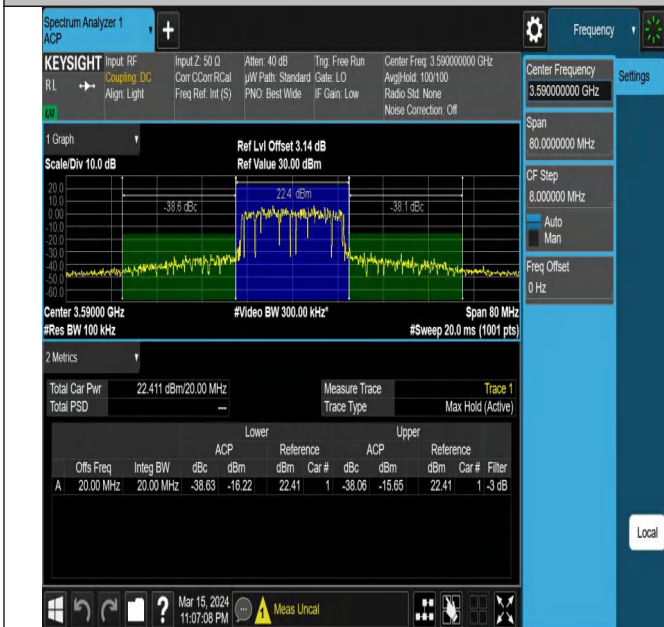 Spectrum Analyzer 1
ACP
Frequency
KEYSIGHT Input: RF Input Z: 50 Ω Atten: 40 dB Trig: Free Run Center Freq: 3.590000000 GHz
RL Coupling: DC Corr CCorr RCal µW Path: Standard Gate: LO Avg|Hold: 100/100
Align: Light Freq Ref: Int (S) PNO: Best Wide IF Gain: Low Radio Std: None
LXI Noise Correction: Off
Center Frequency
3.590000000 GHz
Settings
Span
80.0000000 MHz
CF Step
8.000000 MHz
Auto
Man
Freq Offset
0 Hz
1 Graph
Ref Lvl Offset 3.14 dB
Scale/Div 10.0 dB Ref Value 30.00 dBm
20.0
10.0
0.00
-10.0
-20.0
-30.0
-40.0
-50.0
-60.0
-38.6 dBc 22.4 dBm -38.1 dBc
Center 3.59000 GHz #Video BW 300.00 kHz* Span 80 MHz
#Res BW 100 kHz #Sweep 20.0 ms (1001 pts)
2 Metrics
Total Car Pwr 22.411 dBm/20.00 MHz Measure Trace Trace 1
Total PSD --- Trace Type Max Hold (Active)
Lower Upper
ACP Reference ACP Reference
Offs Freq Integ BW dBc dBm dBm Car # dBc dBm dBm Car # Filter
A 20.00 MHz 20.00 MHz -38.63 -16.22 22.41 1 -38.06 -15.65 22.41 1 -3 dB
Local
? Mar 15, 2024
11:07:08 PM
Meas Uncal